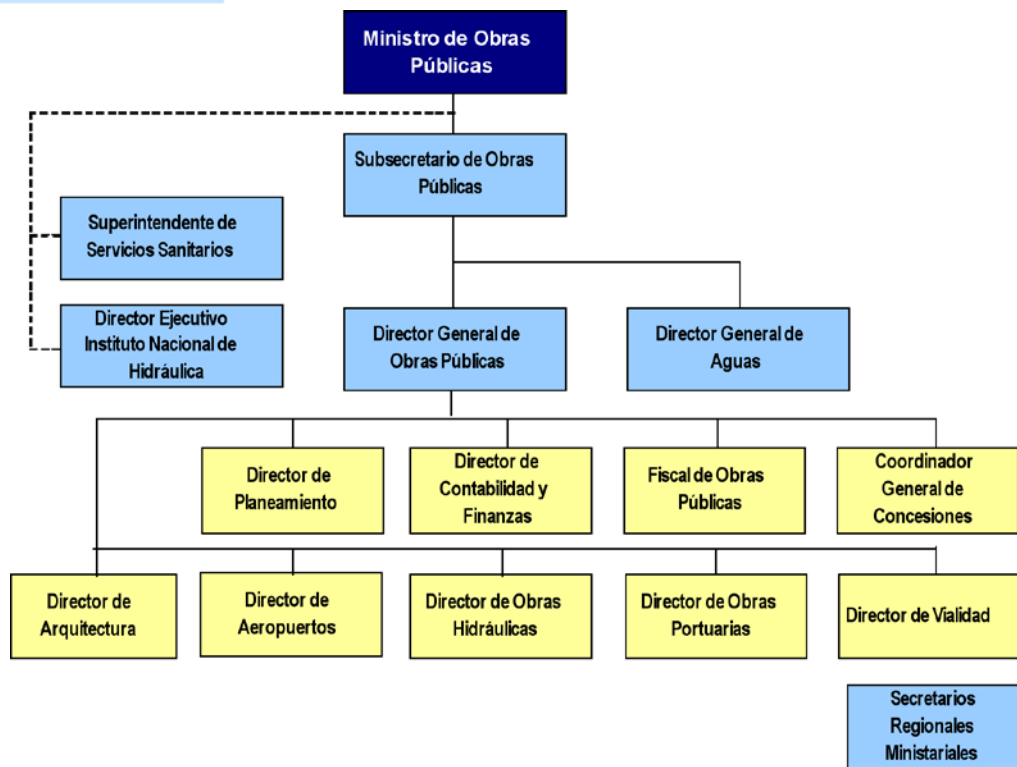 Ministro de Obras
Públicas
Subsecretario de Obras
Públicas
Superintendente de
Servicios Sanitarios
Director Ejecutivo
Instituto Nacional de
Hidráulica
Director General de
Obras Públicas
Director General de
Aguas
Director de
Planeamiento
Director de
Contabilidad y
Finanzas
Fiscal de Obras
Públicas
Coordinador
General de
Concesiones
Director de
Arquitectura
Director de
Aeropuertos
Director de Obras
Hidráulicas
Director de Obras
Portuarias
Director de Vialidad
Secretarios
Regionales
Ministariales